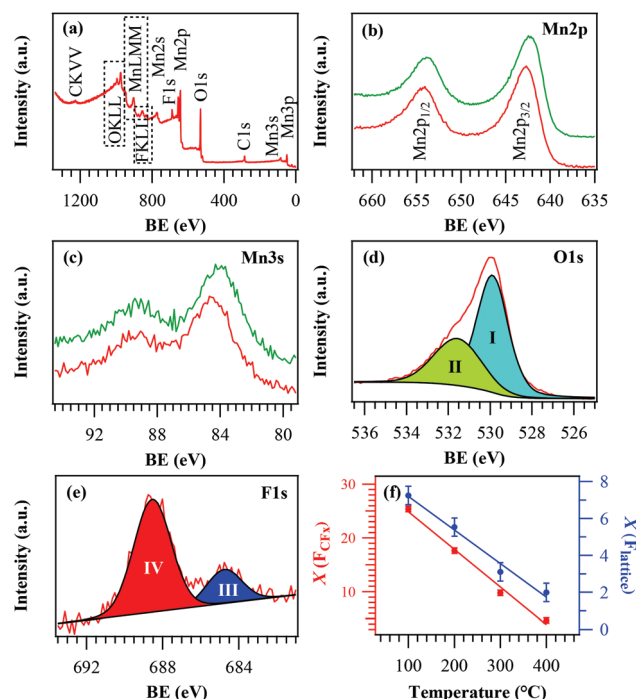 (a)
Intensity (a.u.)
CKVV
OKLL
MnLMM
FKLL
Mn2s
F1s
Mn2p
O1s
C1s
Mn3s
Mn3p
1200 800 400 0
BE (eV)
(b) Mn2p
Intensity (a.u.)
Mn2p1/2
Mn2p3/2
660 655 650 645 640 635
BE (eV)
(c) Mn3s
Intensity (a.u.)
92 88 84 80
BE (eV)
(d) O1s
Intensity (a.u.)
I
II
536 534 532 530 528 526
BE (eV)
(e) F1s
Intensity (a.u.)
IV
III
692 688 684
BE (eV)
(f)
X (FCFx)
30
20
10
X (Flattice)
8
6
4
2
0
100 200 300 400
Temperature (°C)